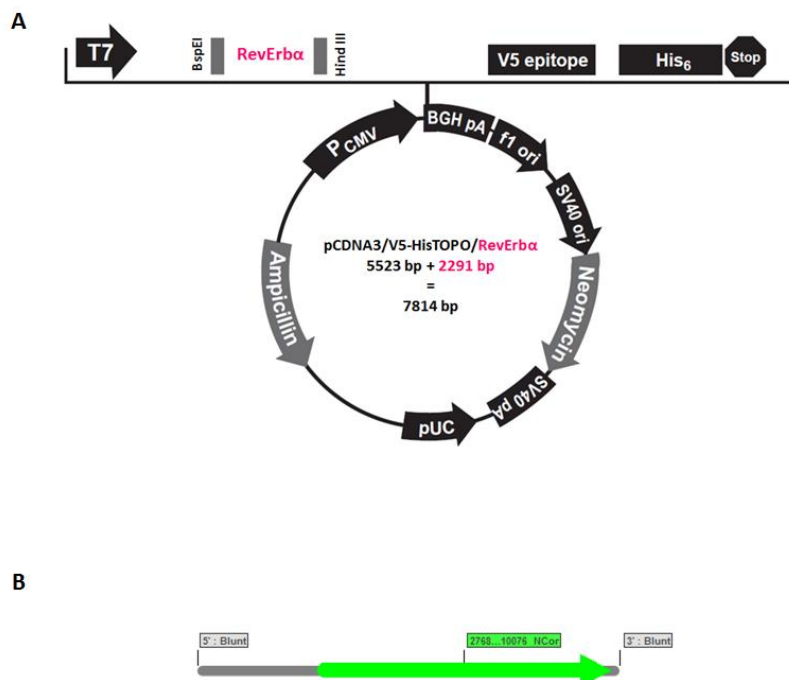 A
T7
BspEI
RevErbα
Hind III
V5 epitope
His6
Stop
PCMV
BGH pA
f1 ori
SV40 ori
Neomycin
SV40 pA
pUC
Ampicillin
pCDNA3/V5-HisTOPO/RevErbα
5523 bp + 2291 bp
=
7814 bp
B
5' : Blunt
2768...10076 NCor
3' : Blunt